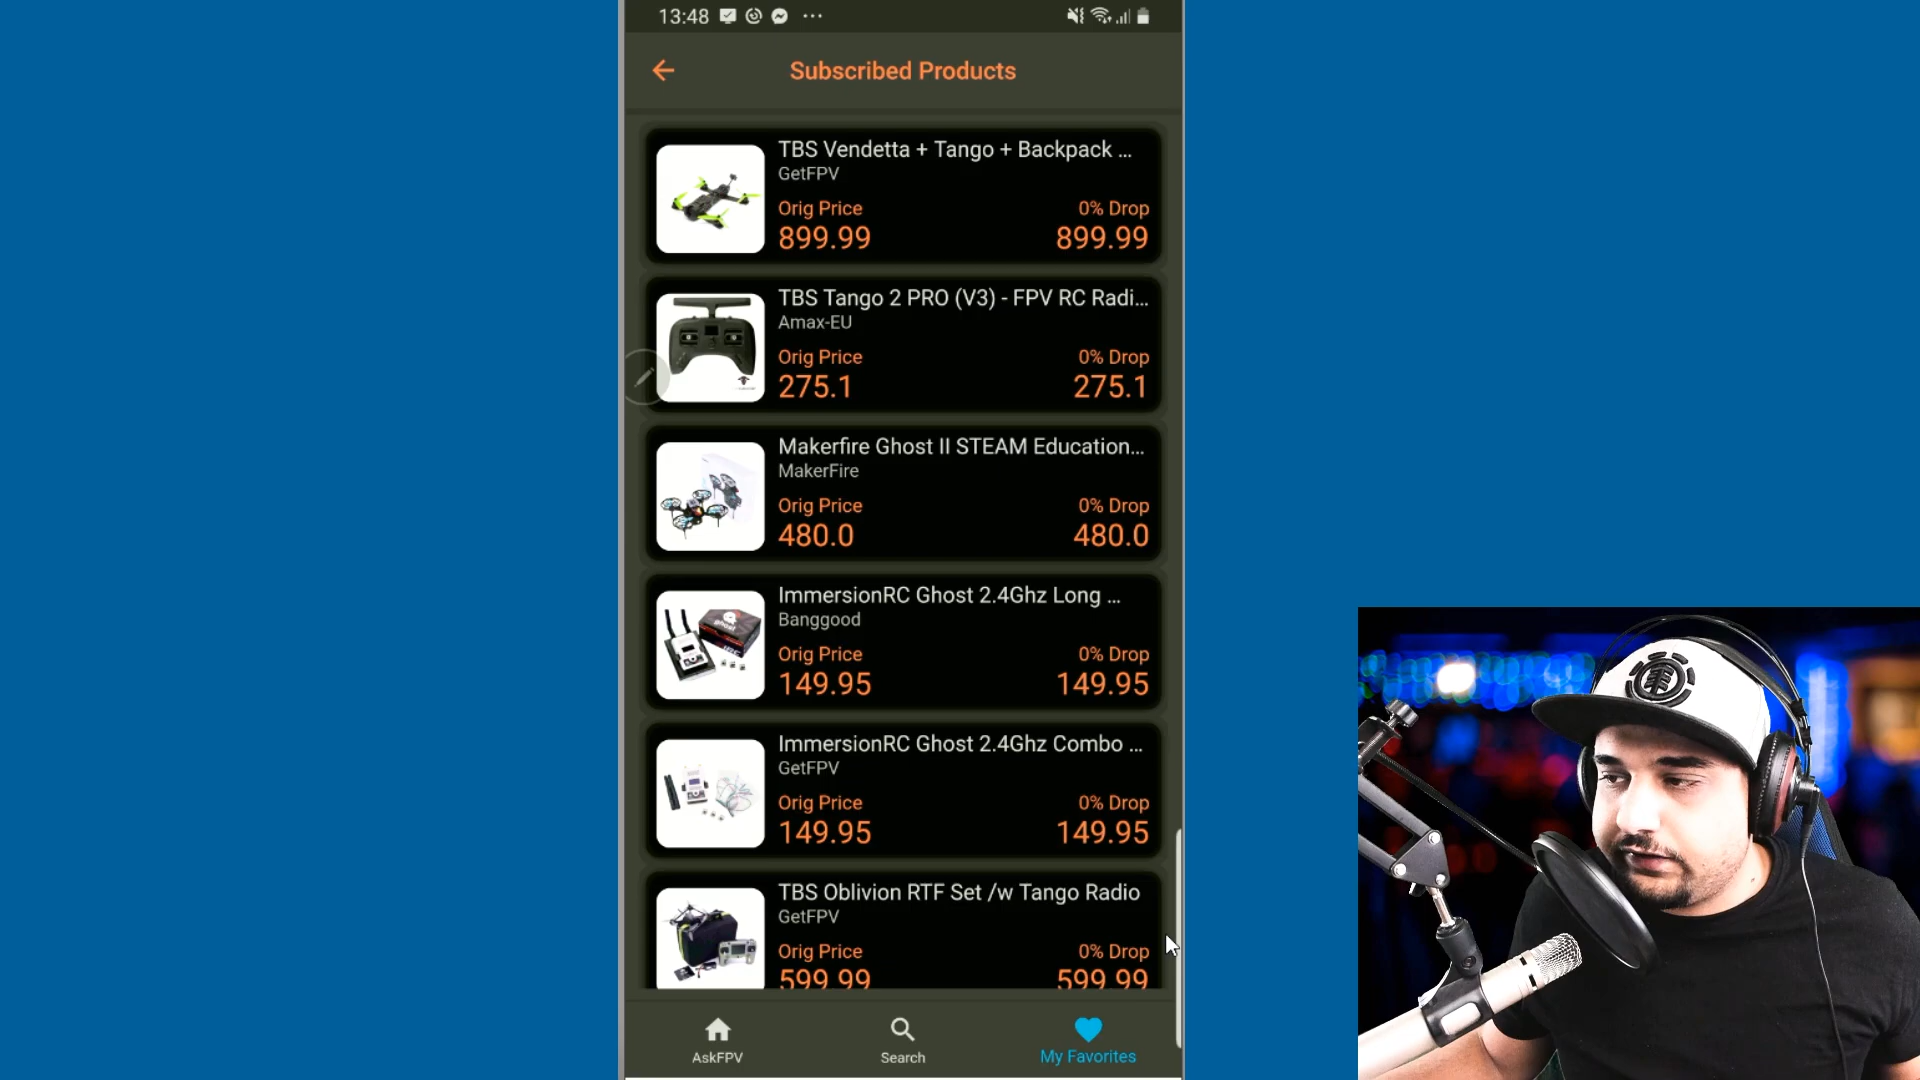 13:48
Subscribed Products
TBS Vendetta + Tango + Backpack ...
GetFPV
Orig Price
0% Drop
899.99
899.99
TBS Tango 2 PRO (V3) - FPV RC Radi...
Amax-EU
Orig Price
0% Drop
275.1
275.1
Makerfire Ghost II STEAM Education...
MakerFire
Orig Price
0% Drop
480.0
480.0
ImmersionRC Ghost 2.4Ghz Long ...
Banggood
Orig Price
0% Drop
149.95
149.95
ImmersionRC Ghost 2.4Ghz Combo ...
GetFPV
Orig Price
0% Drop
149.95
149.95
TBS Oblivion RTF Set /w Tango Radio
GetFPV
Orig Price
0% Drop
599.99
599.99
AskFPV
Search
My Favorites